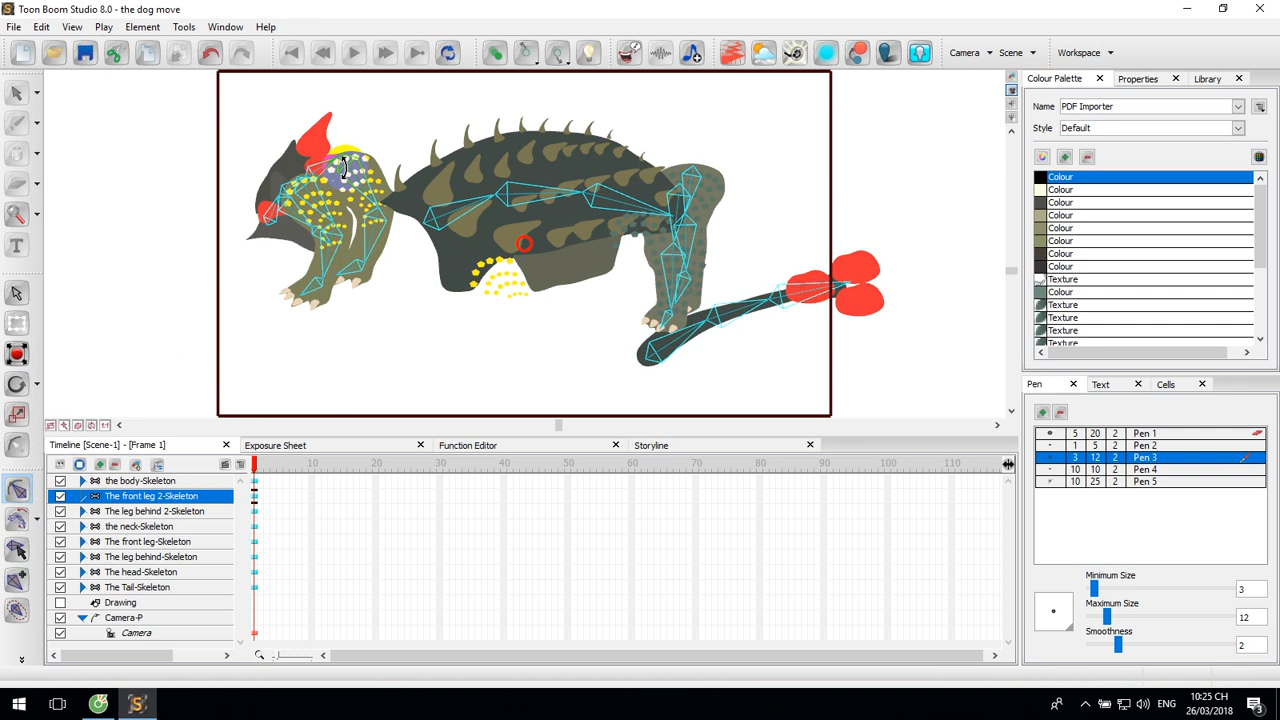 Toon Boom Studio 8.0 - the dog move
File Edit View Play Element Tools Window Help
Camera Scene Workspace
Colour Palette Properties Library
Name PDF Importer
Style Default
Colour
Colour
Colour
Colour
Colour
Colour
Colour
Colour
Texture
Colour
Texture
Texture
Texture
Texture
Pen Text Cells
5 20 2 Pen 1
1 5 2 Pen 2
3 12 2 Pen 3
10 10 2 Pen 4
10 25 2 Pen 5
Minimum Size
3
Maximum Size
12
Smoothness
2
Timeline [Scene-1] - [Frame 1] Exposure Sheet Function Editor Storyline
10 20 30 40 50 60 70 80 90 100 110
the body-Skeleton
The front leg 2-Skeleton
The leg behind 2-Skeleton
the neck-Skeleton
The front leg-Skeleton
The leg behind-Skeleton
The head-Skeleton
The Tail-Skeleton
Drawing
Camera-P
Camera
ENG
10:25 CH
26/03/2018
3